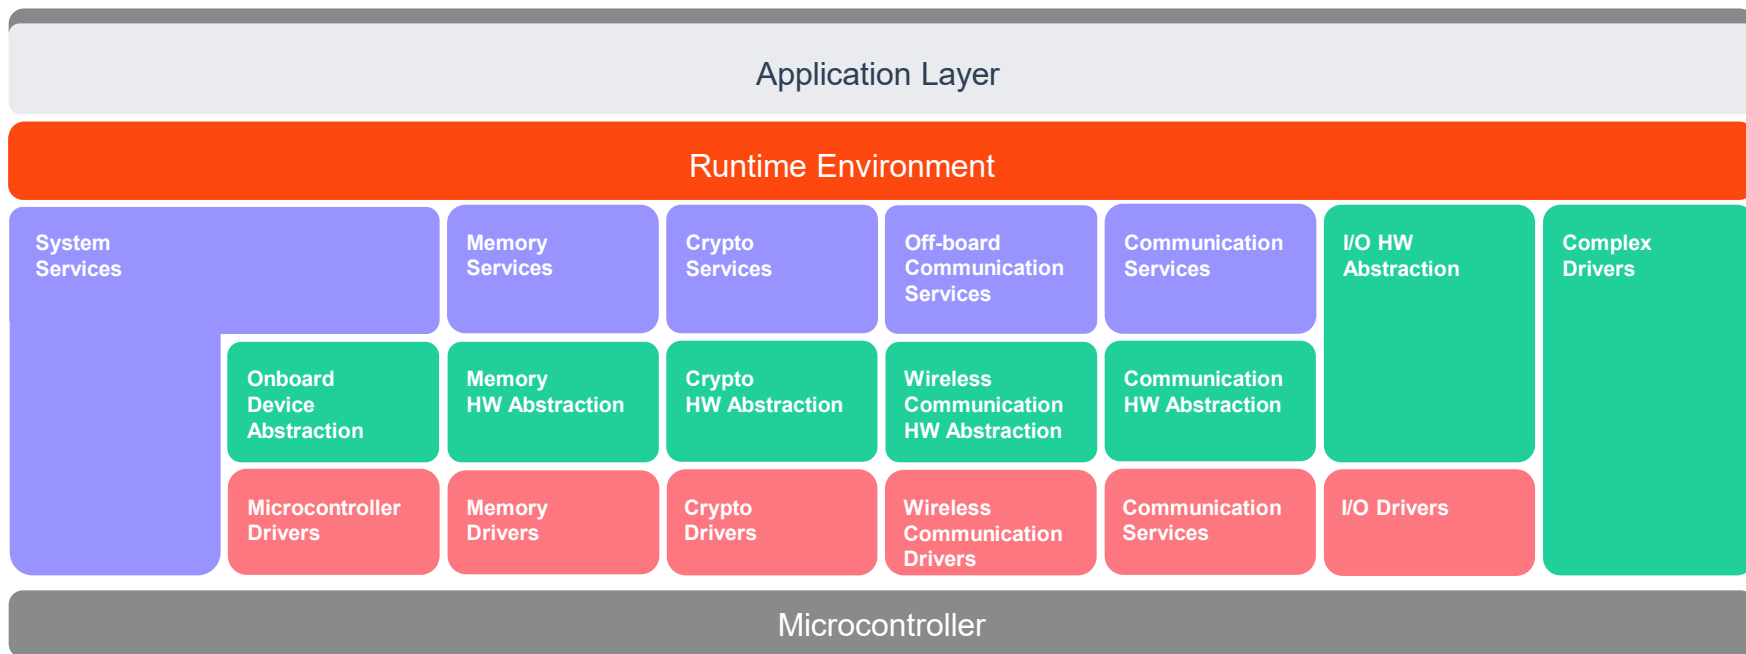 Application Layer
Runtime Environment
System
Services
Memory
Services
Crypto
Services
Off-board
Communication
Services
Communication
Services
I/O HW
Abstraction
Complex
Drivers
Onboard
Device
Abstraction
Memory
HW Abstraction
Crypto
HW Abstraction
Wireless
Communication
HW Abstraction
Communication
HW Abstraction
Microcontroller
Drivers
Memory
Drivers
Crypto
Drivers
Wireless
Communication
Drivers
Communication
Services
I/O Drivers
Microcontroller